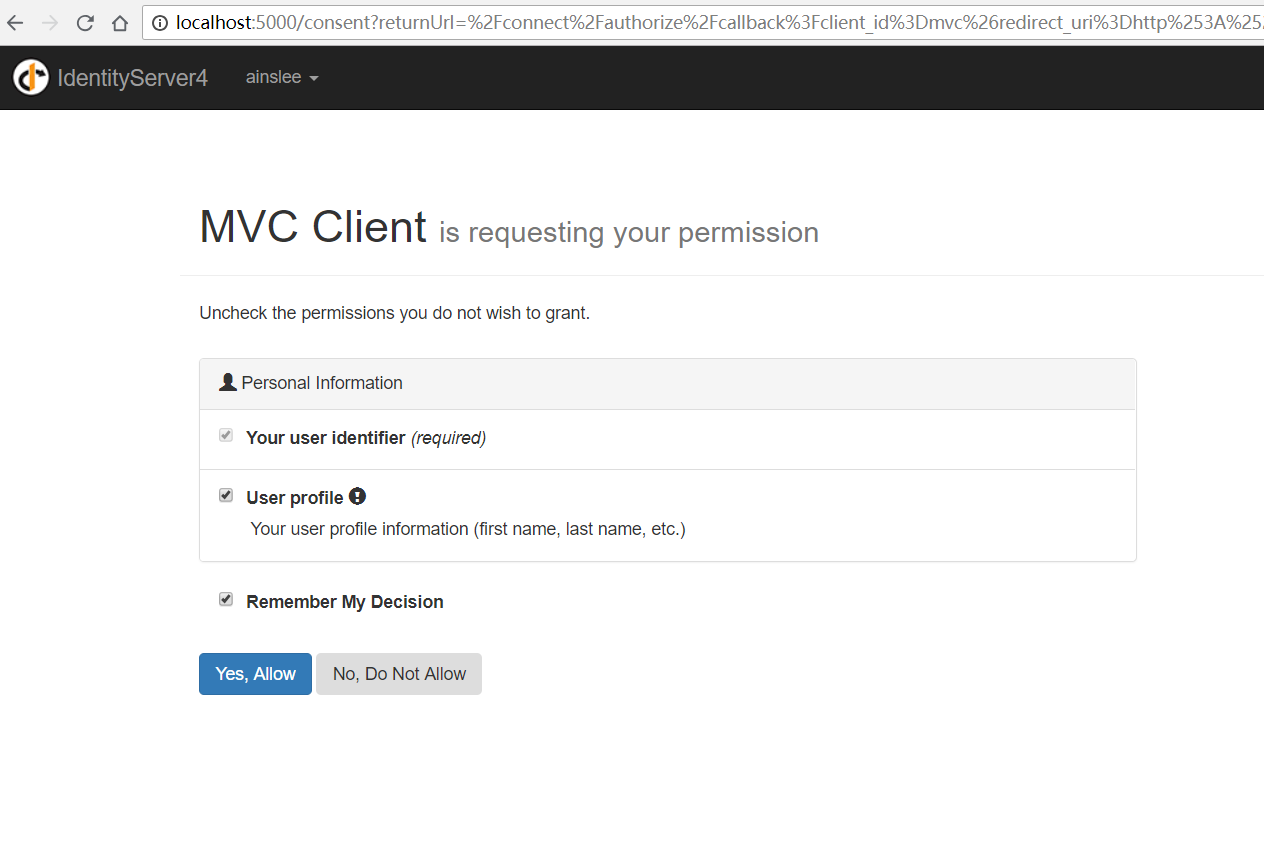 localhost:5000/consent?returnUrl=%2Fconnect%2Fauthorize%2Fcallback%3Fclient_id%3Dmvc%26redirect_uri%3Dhttp%253A%25
IdentityServer4 ainslee
MVC Client is requesting your permission
Uncheck the permissions you do not wish to grant.
Personal Information
Your user identifier (required)
User profile
Your user profile information (first name, last name, etc.)
Remember My Decision
Yes, Allow No, Do Not Allow